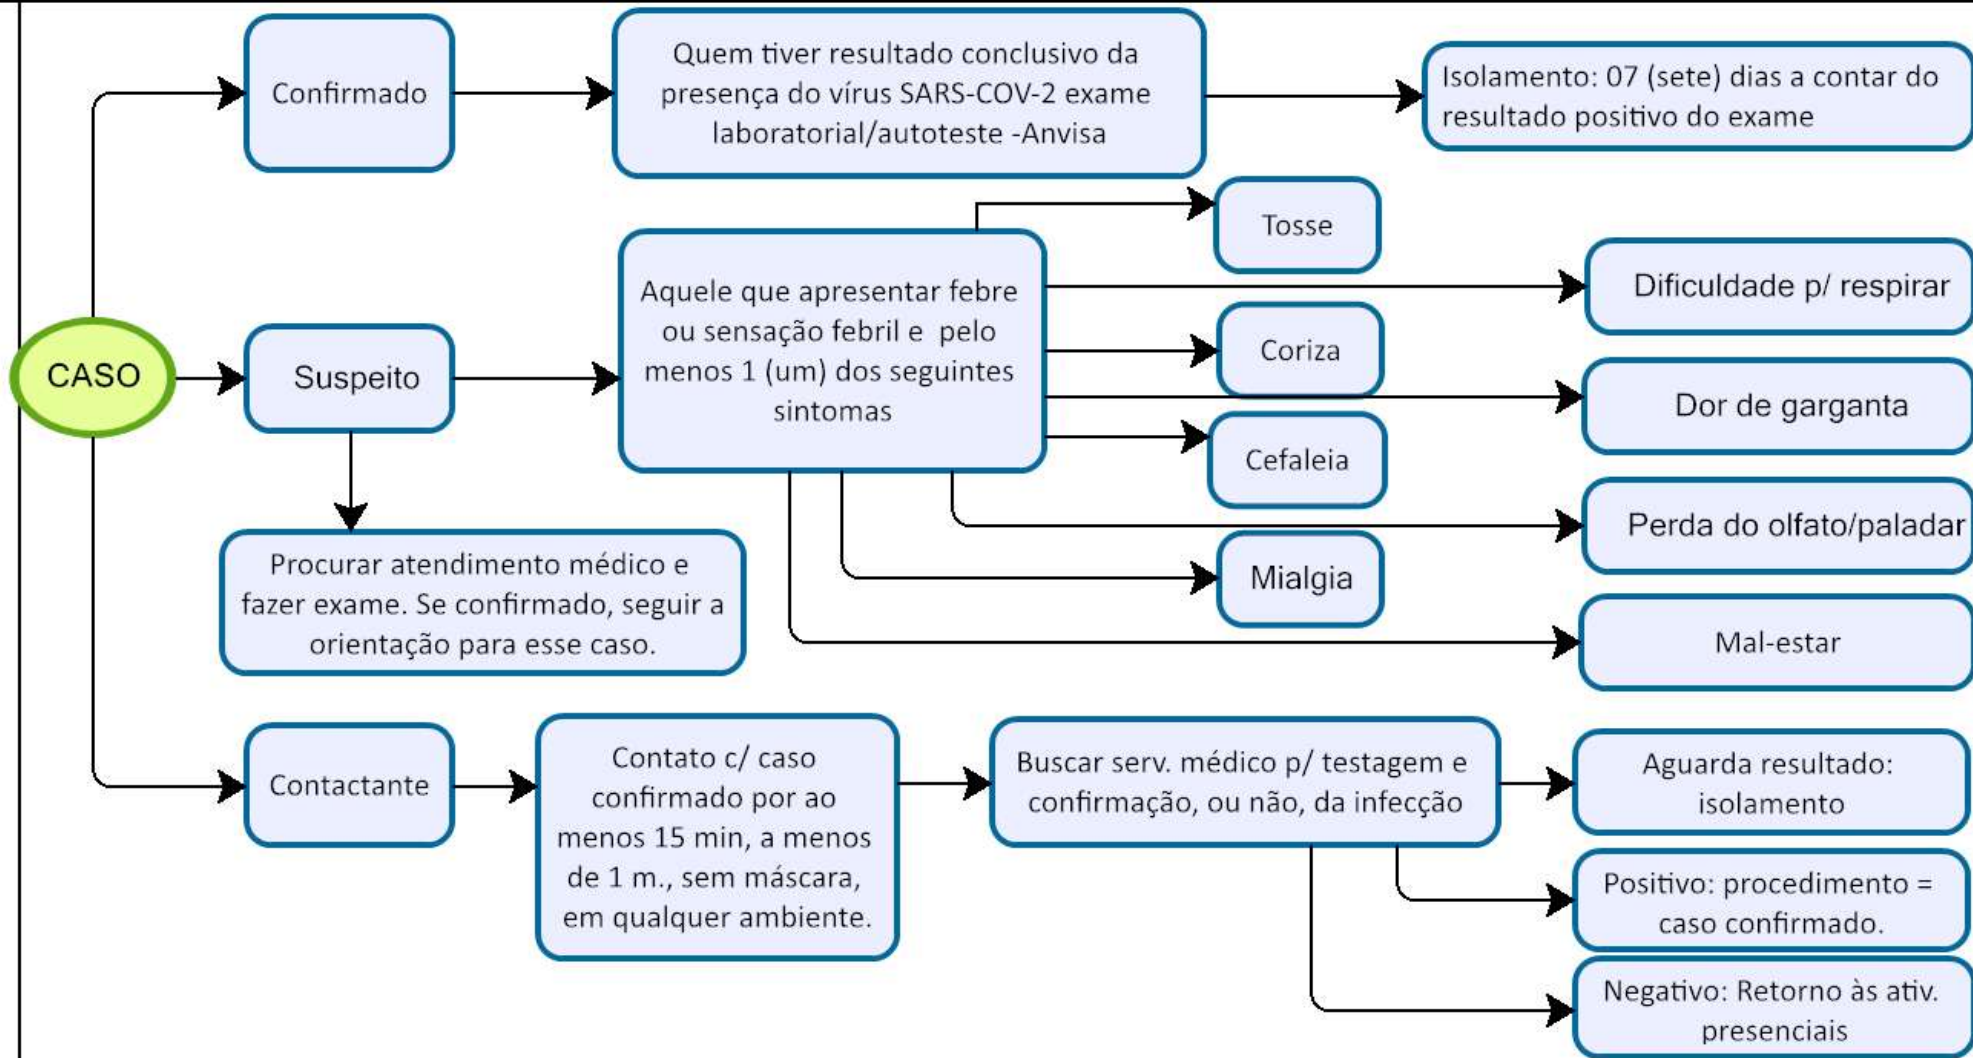 Confirmado
Quem tiver resultado conclusivo da
presença do vírus SARS-COV-2 exame
laboratorial/autoteste -Anvisa
Isolamento: 07 (sete) dias a contar do
resultado positivo do exame
CASO
Suspeito
Aquele que apresentar febre
ou sensação febril e pelo
menos 1 (um) dos seguintes
sintomas
Tosse
Dificuldade p/ respirar
Coriza
Dor de garganta
Cefaleia
Perda do olfato/paladar
Mialgia
Mal-estar
Procurar atendimento médico e
fazer exame. Se confirmado, seguir a
orientação para esse caso.
Contactante
Contato c/ caso
confirmado por ao
menos 15 min, a menos
de 1 m., sem máscara,
em qualquer ambiente.
Buscar serv. médico p/ testagem e
confirmação, ou não, da infecção
Aguarda resultado:
isolamento
Positivo: procedimento =
caso confirmado.
Negativo: Retorno às ativ.
presenciais